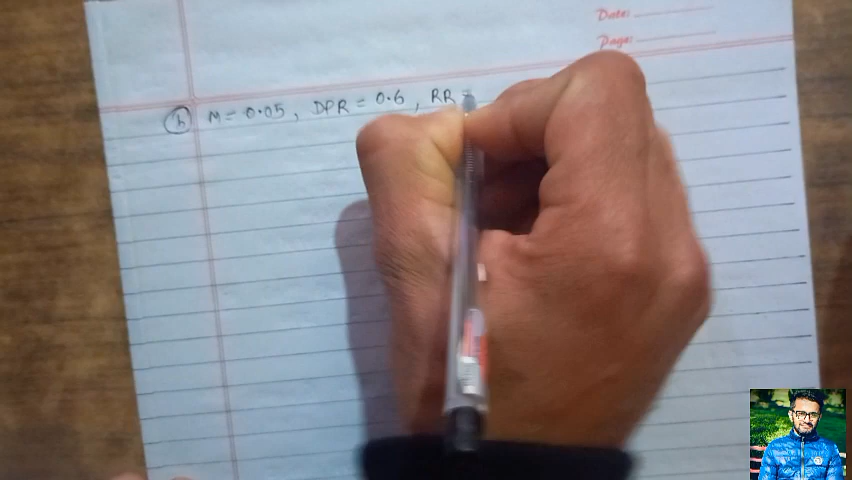 Date:
Page:
(b) M = 0.05, DPR = 0.6, RR =